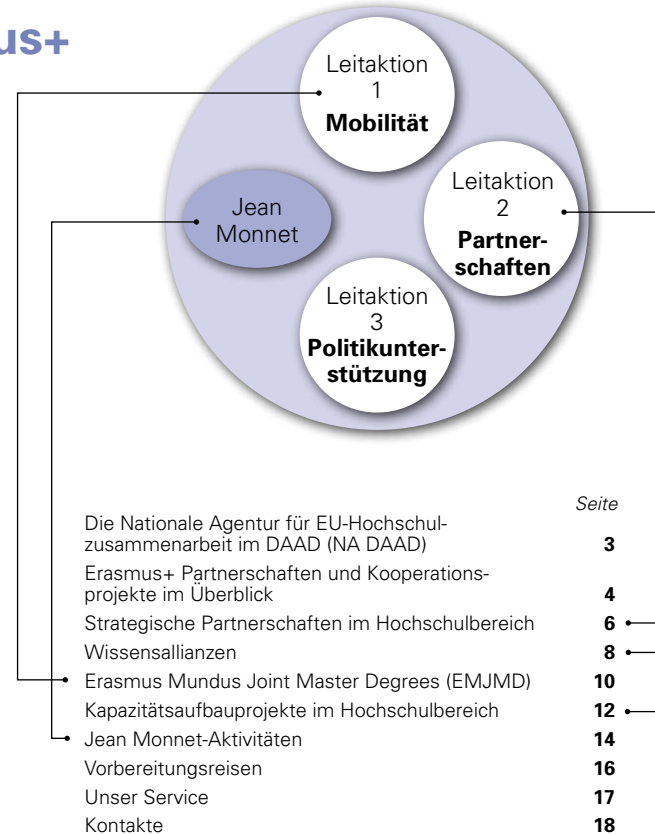 us+
Leitaktion
1
Mobilität
Leitaktion
2
Partner-
schaften
Jean
Monnet
Leitaktion
3
Politikunter-
stützung
Seite
Die Nationale Agentur für EU-Hochschul-
zusammenarbeit im DAAD (NA DAAD) 3
Erasmus+ Partnerschaften und Kooperations-
projekte im Überblick 4
Strategische Partnerschaften im Hochschulbereich 6
Wissensallianzen 8
Erasmus Mundus Joint Master Degrees (EMJMD) 10
Kapazitätsaufbauprojekte im Hochschulbereich 12
Jean Monnet-Aktivitäten 14
Vorbereitungsreisen 16
Unser Service 17
Kontakte 18